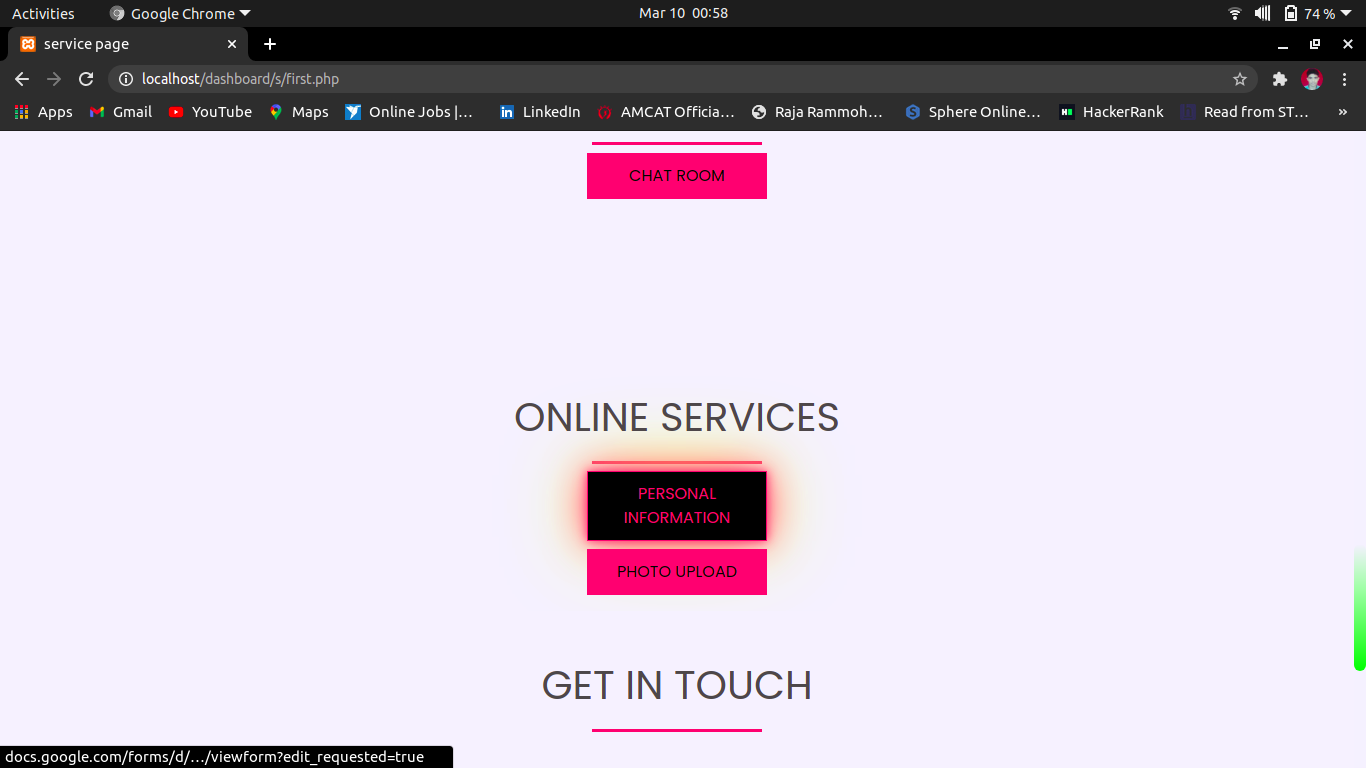 Activities Google Chrome Mar 10 00:58 74 %
service page
localhost/dashboard/s/first.php
Apps Gmail YouTube Maps Online Jobs |... LinkedIn AMCAT Officia... Raja Rammoh... Sphere Online... HackerRank Read from ST... »
CHAT ROOM
ONLINE SERVICES
PERSONAL
INFORMATION
PHOTO UPLOAD
GET IN TOUCH
docs.google.com/forms/d/.../viewform?edit_requested=true